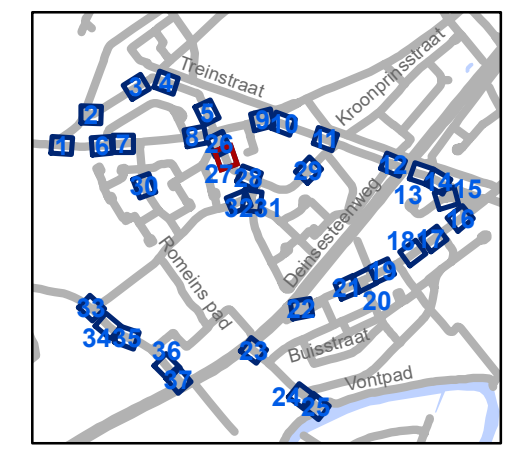 Treinstraat
Kroonprinsstraat
3 4
2 5
9 10
1 6 7 8 26 11
27 28 29 12
30 13 14 15
32 31
Deinsesteenweg
16
18 17
Romeins pad
21 19
20
33 22
34 35
36 23 Buisstraat
37 Vontpad
24 25